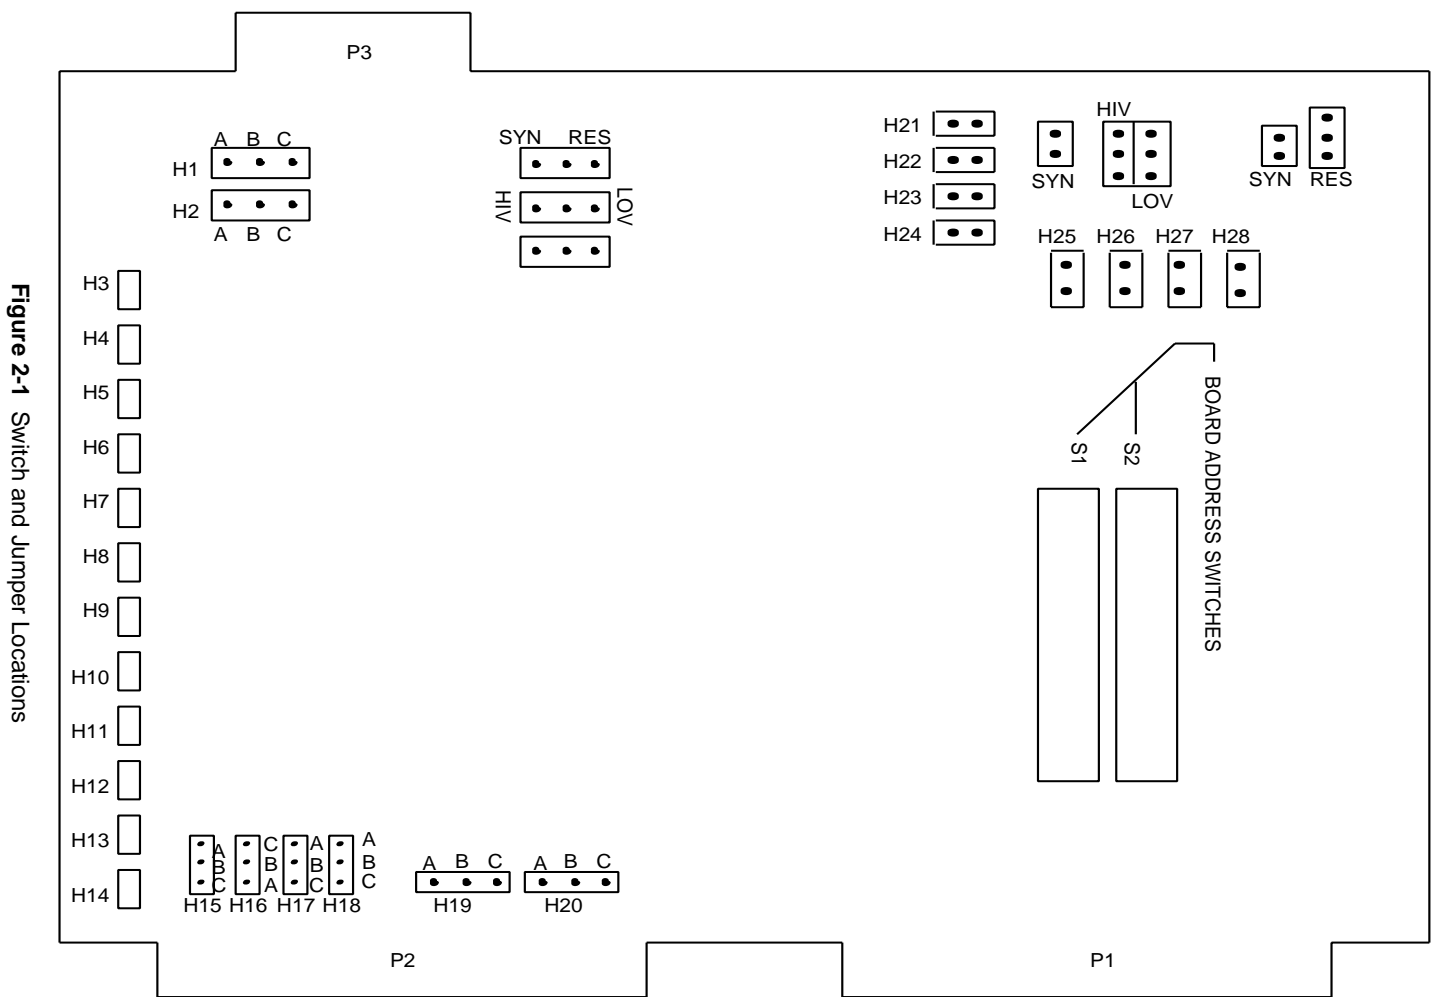 P3
A B C
H1
H2
A B C
SYN RES
HIV
LOV
H21
H22
H23
H24
SYN
HIV
LOV
SYN RES
H25 H26 H27 H28
H3
H4
H5
H6
H7
H8
H9
H10
H11
H12
H13
H14
S1
S2
BOARD ADDRESS SWITCHES
A
B
C
H15
C
B
A
H16
A
B
C
H17
A
B
C
H18
A B C
H19
A B C
H20
P2
P1
Figure 2-1 Switch and Jumper Locations